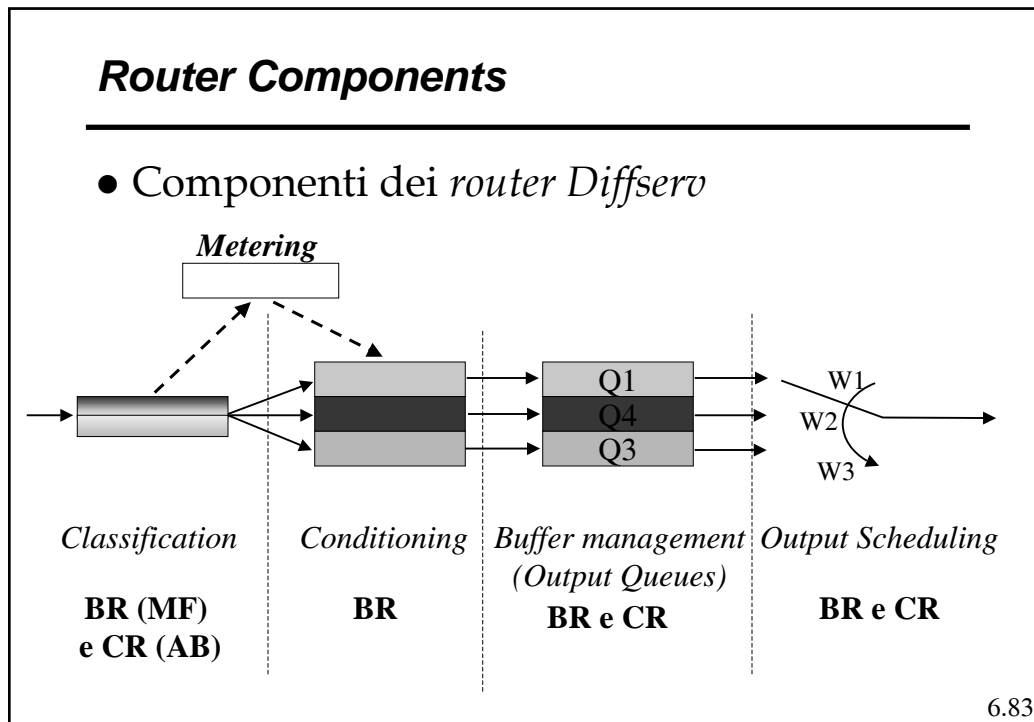 Router Components
● Componenti dei router Diffserv
Metering
Q1
Q4
Q3
W1
W2
W3
Classification
BR (MF)
e CR (AB)
Conditioning
BR
Buffer management
(Output Queues)
BR e CR
Output Scheduling
BR e CR
6.83